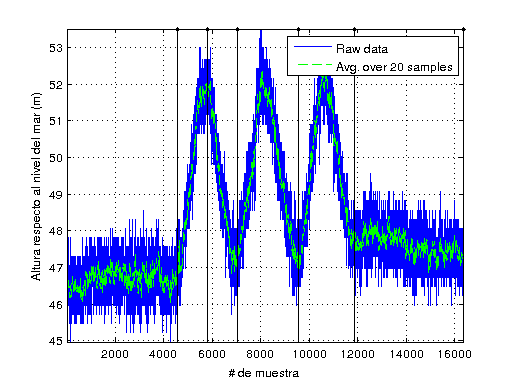 53
52
51
50
49
48
47
46
45
Altura respecto al nivel del mar (m)
Raw data
Avg. over 20 samples
2000 4000 6000 8000 10000 12000 14000 16000
# de muestra